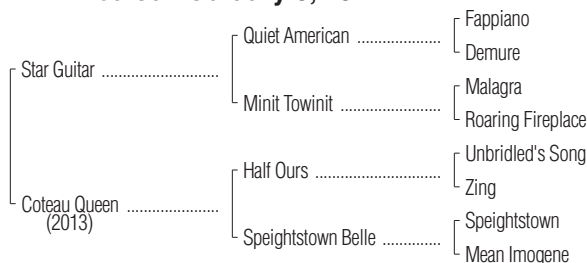 Fappiano
Quiet American ....................
Demure
Star Guitar ............................
Malagra
Minit Towinit .........................
Roaring Fireplace
Unbridled's Song
Half Ours ..............................
Zing
Coteau Queen ......................
(2013)
Speightstown
Speightstown Belle .............
Mean Imogene